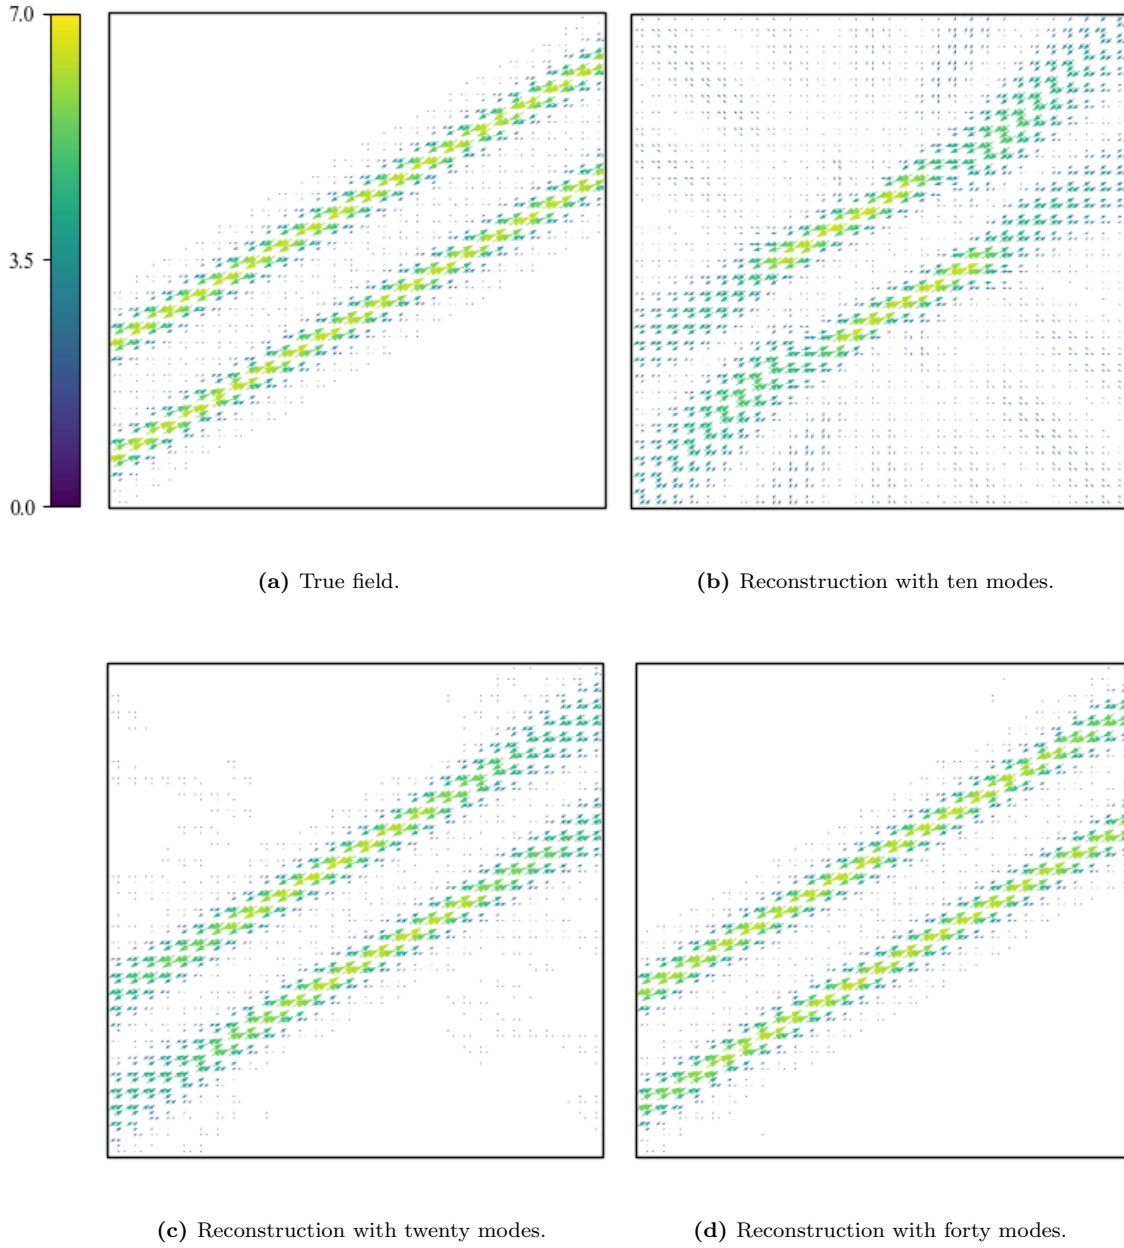 7.0
3.5
0.0
(a) True field.
(b) Reconstruction with ten modes.
(c) Reconstruction with twenty modes.
(d) Reconstruction with forty modes.